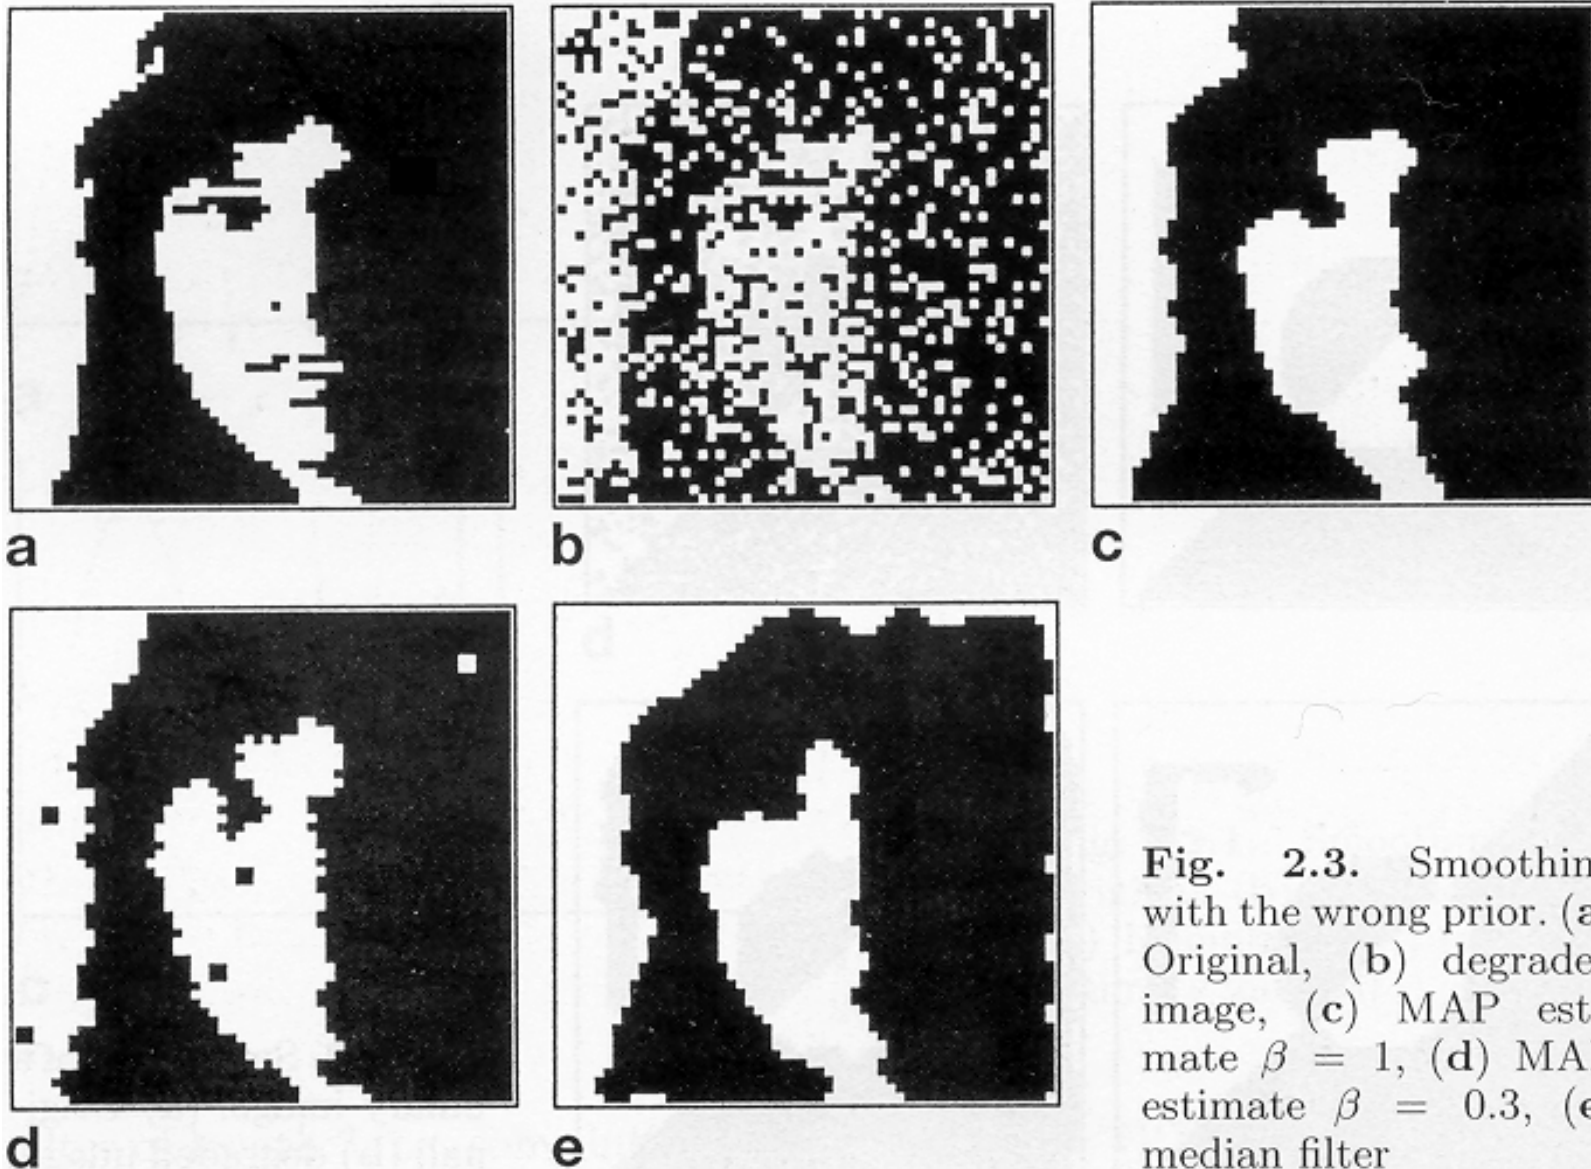 a
b
c
d
e
Fig. 2.3. Smoothin
with the wrong prior. (a
Original, (b) degrade
image, (c) MAP est
mate β = 1, (d) MA
estimate β = 0.3, (e
median filter